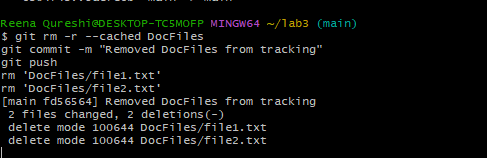 Reena Qureshi@DESKTOP-TCSMOFP MINGW64 ~/lab3 (main)
$ git rm -r --cached DocFiles
git commit -m "Removed DocFiles from tracking"
git push
rm 'DocFiles/file1.txt'
rm 'DocFiles/file2.txt'
[main fd56564] Removed DocFiles from tracking
 2 files changed, 2 deletions(-)
 delete mode 100644 DocFiles/file1.txt
 delete mode 100644 DocFiles/file2.txt